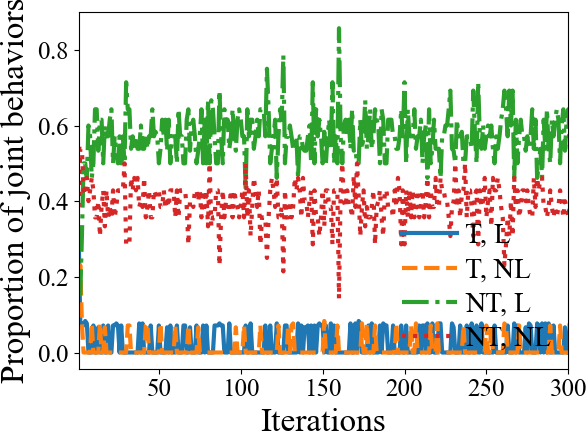 Proportion of joint behaviors
0.8
0.6
0.4
0.2
0.0
T, L
T, NL
NT, L
NT, NL
50
100
150
200
250
300
Iterations